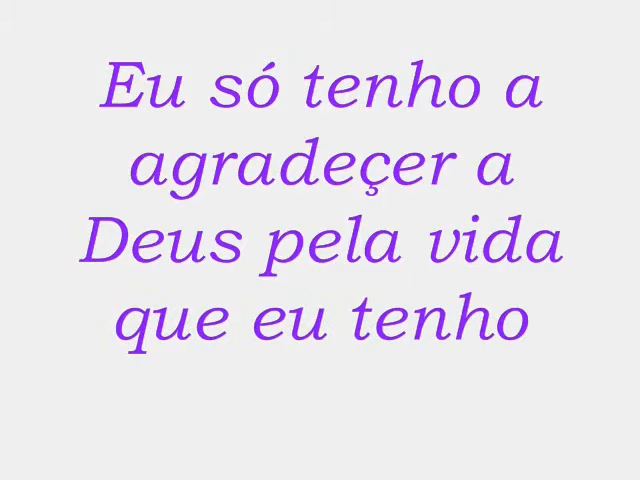 Eu só tenho a
agradeçer a
Deus pela vida
que eu tenho